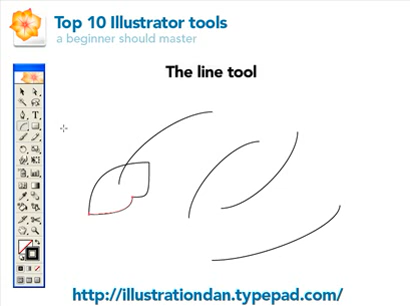 Top 10 Illustrator tools
a beginner should master
The line tool
http://illustrationdan.typepad.com/